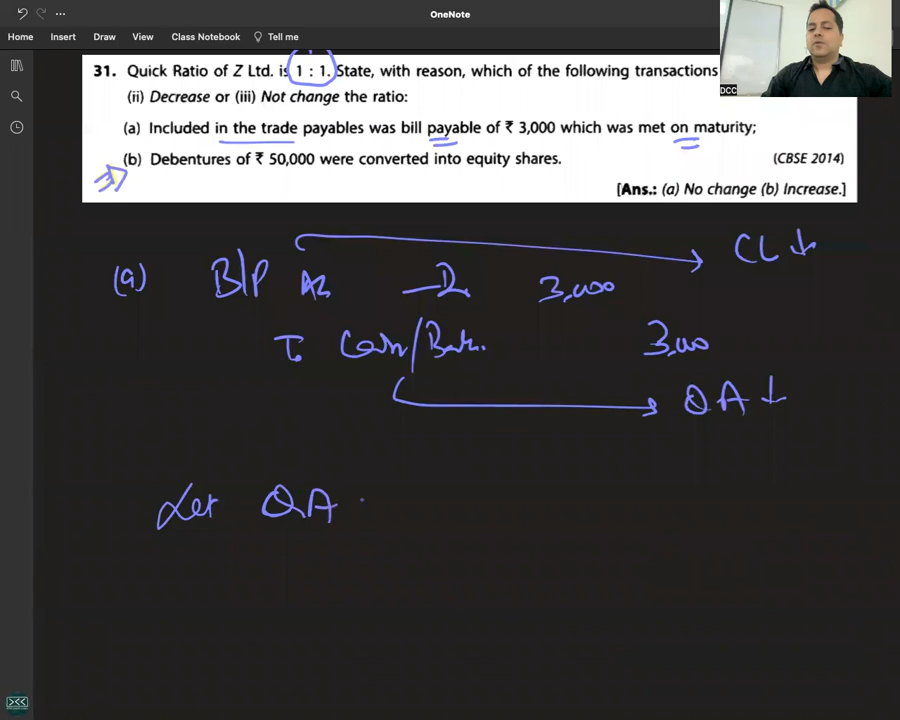 OneNote
Home Insert Draw View Class Notebook Tell me
DCC
31. Quick Ratio of Z Ltd. is 1 : 1. State, with reason, which of the following transactions
(ii) Decrease or (iii) Not change the ratio:
(a) Included in the trade payables was bill payable of ₹ 3,000 which was met on maturity;
(b) Debentures of ₹ 50,000 were converted into equity shares. (CBSE 2014)
[Ans.: (a) No change (b) Increase.]
CL ↓
(a) B/P D 3,000
To Cash/Bank. 3,000
QA ↓
Let QA